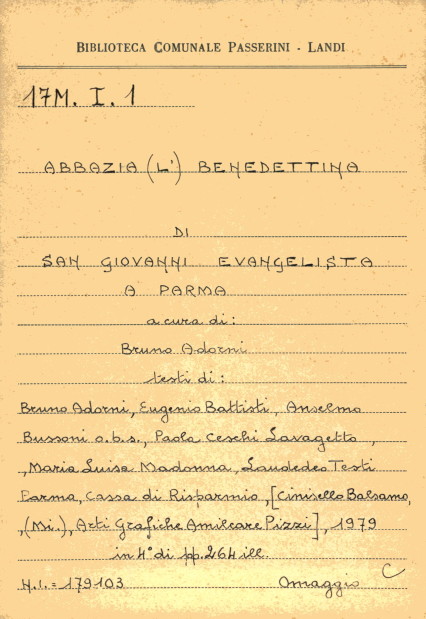 BIBLIOTECA COMUNALE PASSERINI - LANDI
17M. I. 1
ABBAZIA (L') BENEDETTINA
DI
SAN GIOVANNI EVANGELISTA
A PARMA
a cura di:
Bruno Adorni
testi di:
Bruno Adorni, Eugenio Battisti, Anselmo
Bussoni o.b.s., Paola Ceschi Lavagetto ,
,Maria Luisa Madonna, Laudedeo Testi
Parma, Cassa di Risparmio, [Cinisello Balsamo,
,(Mi.), Arti Grafiche Amilcare Pizzi], 1979
in 4° di pp. 264 ill.
N.I. = 179103 Omaggio C